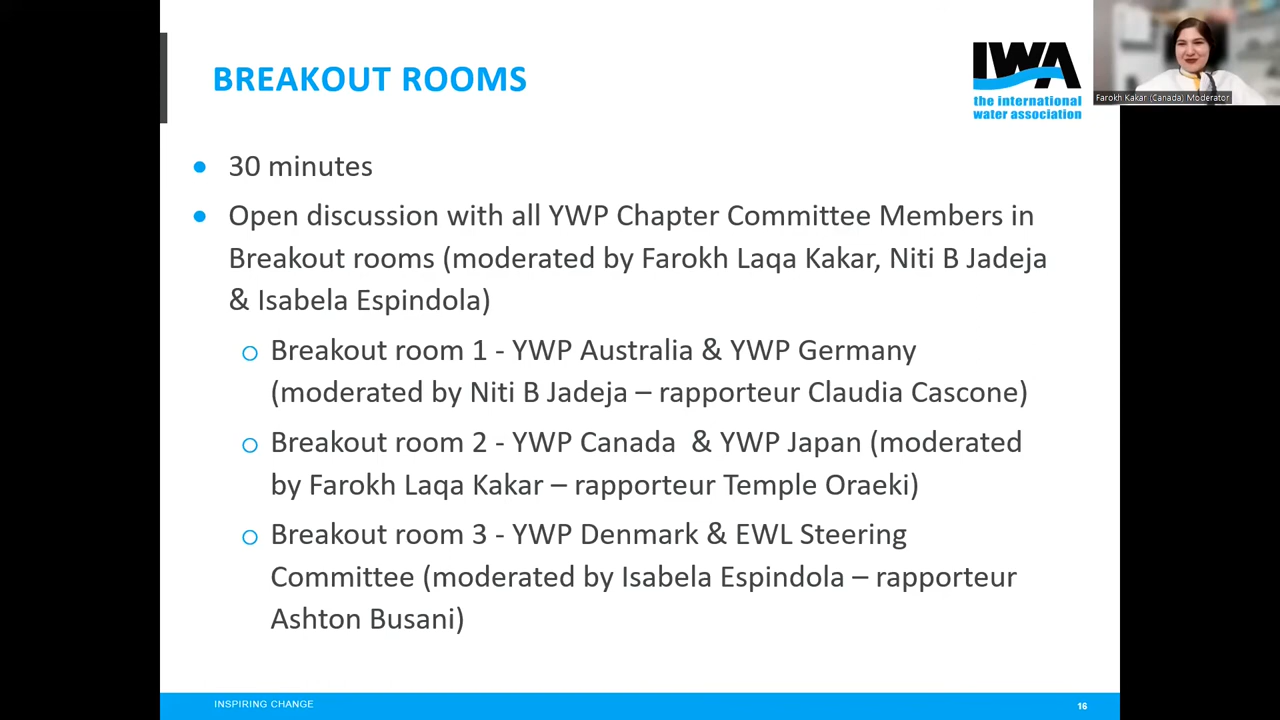 BREAKOUT ROOMS
IWA
the international
water association
Farokh Kakar (Canada) Moderator
30 minutes
Open discussion with all YWP Chapter Committee Members in
Breakout rooms (moderated by Farokh Laqa Kakar, Niti B Jadeja
& Isabela Espindola)
Breakout room 1 - YWP Australia & YWP Germany
(moderated by Niti B Jadeja – rapporteur Claudia Cascone)
Breakout room 2 - YWP Canada & YWP Japan (moderated
by Farokh Laqa Kakar – rapporteur Temple Oraeki)
Breakout room 3 - YWP Denmark & EWL Steering
Committee (moderated by Isabela Espindola – rapporteur
Ashton Busani)
INSPIRING CHANGE
16